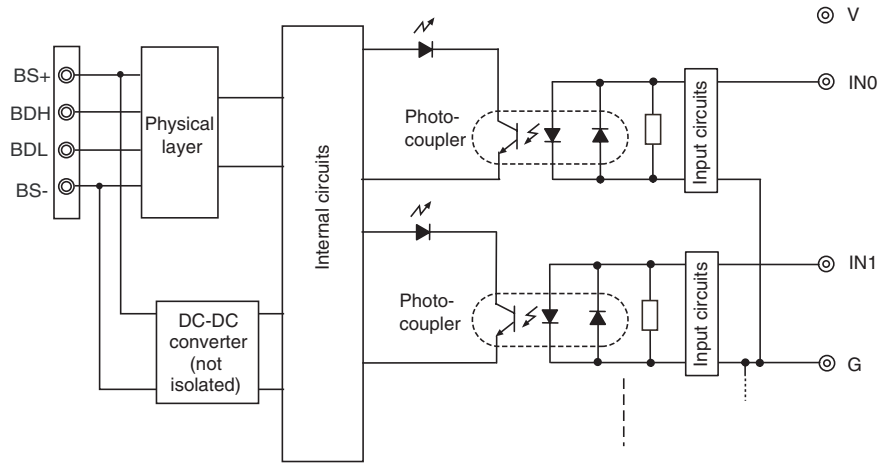 V
BS+
BDH
BDL
BS-
Physical
layer
DC-DC
converter
(not
isolated)
Internal circuits
Photo-
coupler
Input circuits
IN0
Photo-
coupler
Input circuits
IN1
G